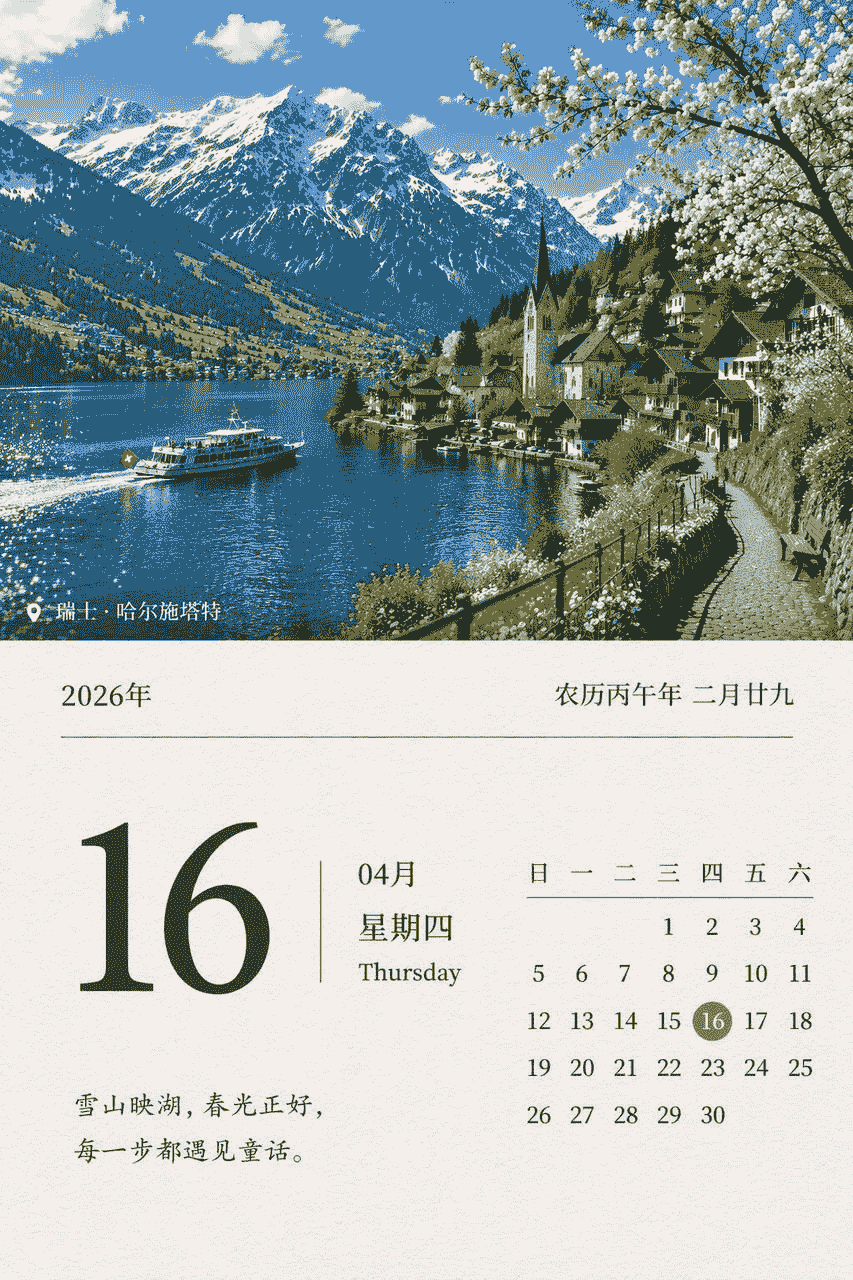 瑞士 · 哈尔施塔特
2026年
农历丙午年 二月廿九
16
04月
星期四
Thursday
日 一 二 三 四 五 六
1 2 3 4
5 6 7 8 9 10 11
12 13 14 15 16 17 18
19 20 21 22 23 24 25
26 27 28 29 30
雪山映湖，春光正好，
每一步都遇见童话。